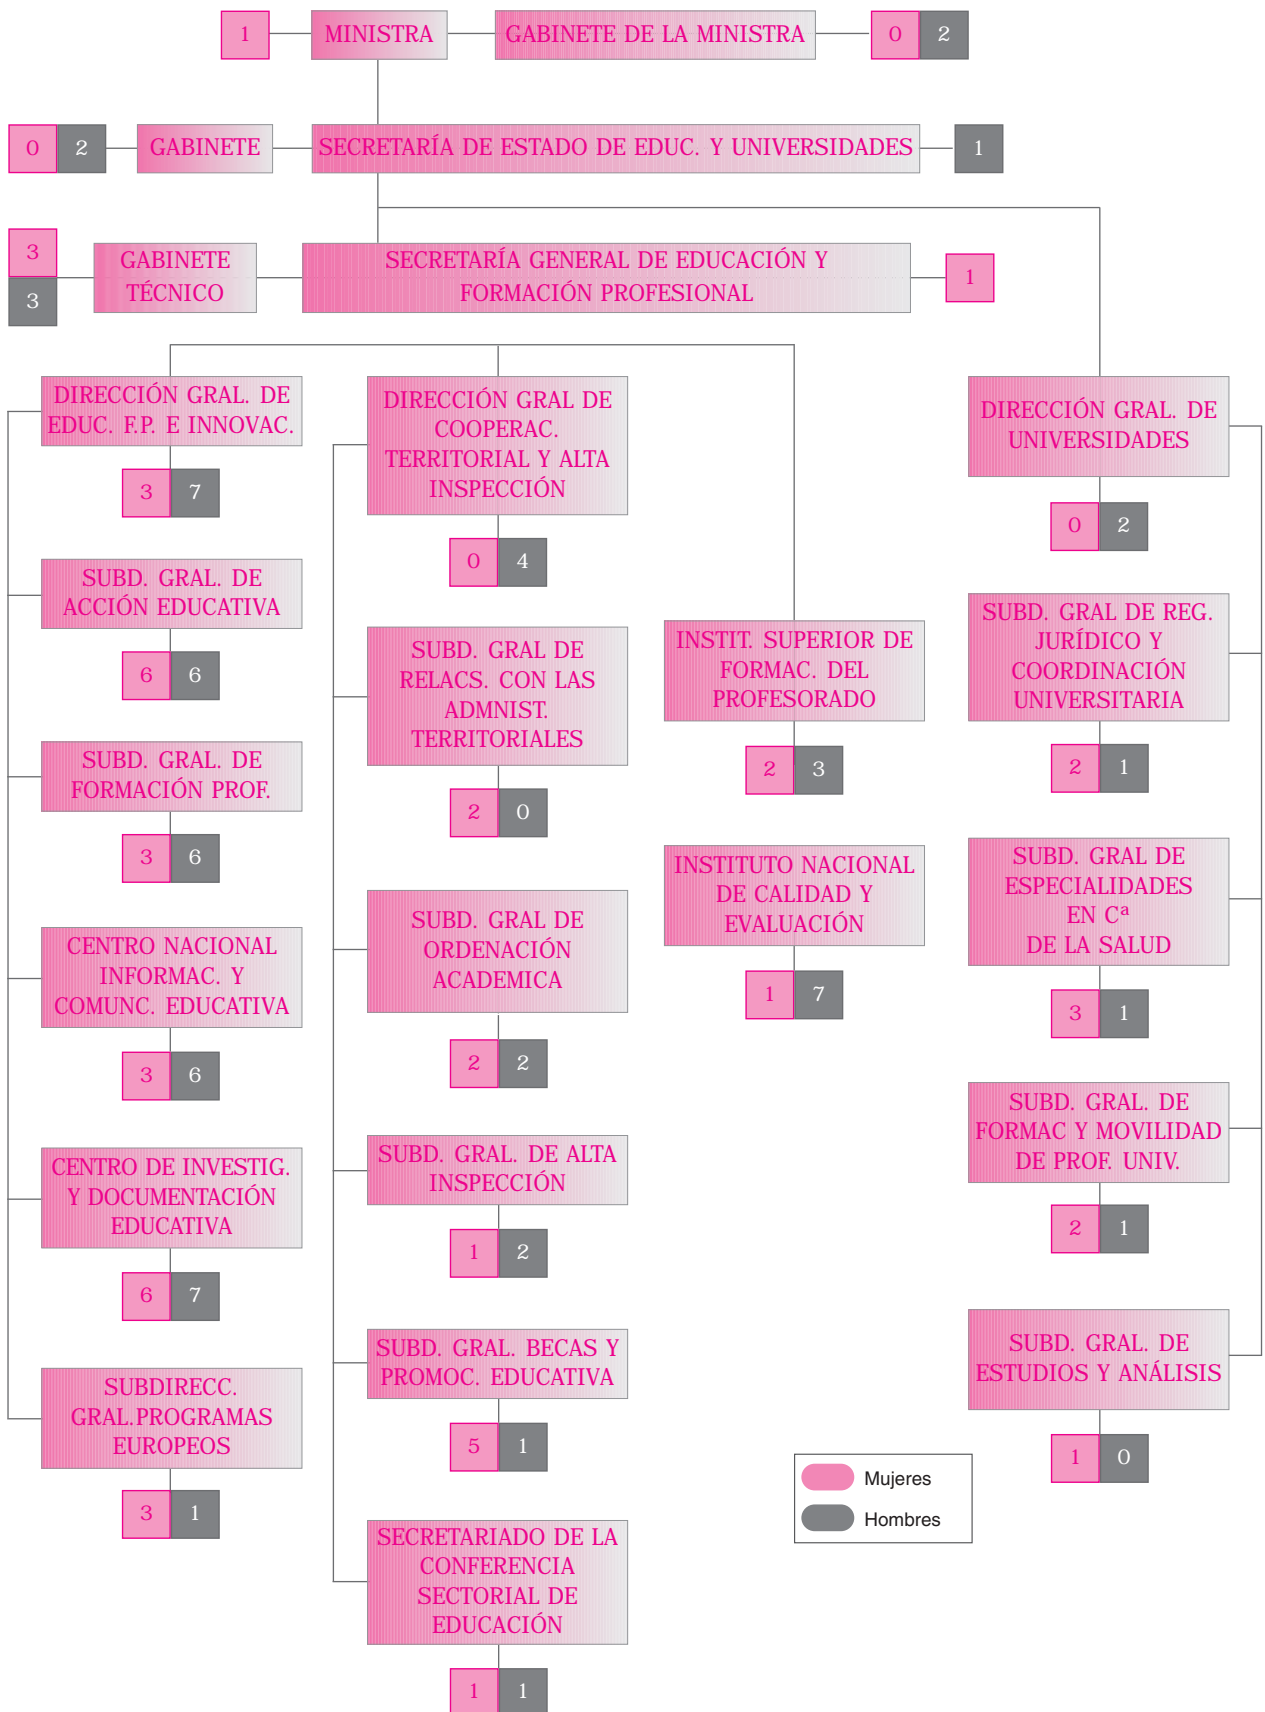 1
MINISTRA
GABINETE DE LA MINISTRA
0 2
0 2
GABINETE
SECRETARÍA DE ESTADO DE EDUC. Y UNIVERSIDADES
1
3
3
GABINETE
TÉCNICO
SECRETARÍA GENERAL DE EDUCACIÓN Y
FORMACIÓN PROFESIONAL
1
DIRECCIÓN GRAL. DE
EDUC. F.P. E INNOVAC.
3 7
SUBD. GRAL. DE
ACCIÓN EDUCATIVA
6 6
SUBD. GRAL. DE
FORMACIÓN PROF.
3 6
CENTRO NACIONAL
INFORMAC. Y
COMUNC. EDUCATIVA
3 6
CENTRO DE INVESTIG.
Y DOCUMENTACIÓN
EDUCATIVA
6 7
SUBDIRECC.
GRAL.PROGRAMAS
EUROPEOS
3 1
DIRECCIÓN GRAL DE
COOPERAC.
TERRITORIAL Y ALTA
INSPECCIÓN
0 4
SUBD. GRAL DE
RELACS. CON LAS
ADMNIST.
TERRITORIALES
2 0
SUBD. GRAL DE
ORDENACIÓN
ACADEMICA
2 2
SUBD. GRAL. DE ALTA
INSPECCIÓN
1 2
SUBD. GRAL. BECAS Y
PROMOC. EDUCATIVA
5 1
SECRETARIADO DE LA
CONFERENCIA
SECTORIAL DE
EDUCACIÓN
1 1
INSTIT. SUPERIOR DE
FORMAC. DEL
PROFESORADO
2 3
INSTITUTO NACIONAL
DE CALIDAD Y
EVALUACIÓN
1 7
DIRECCIÓN GRAL. DE
UNIVERSIDADES
0 2
SUBD. GRAL DE REG.
JURÍDICO Y
COORDINACIÓN
UNIVERSITARIA
2 1
SUBD. GRAL DE
ESPECIALIDADES
EN Cª
DE LA SALUD
3 1
SUBD. GRAL. DE
FORMAC Y MOVILIDAD
DE PROF. UNIV.
2 1
SUBD. GRAL. DE
ESTUDIOS Y ANÁLISIS
1 0
Mujeres
Hombres